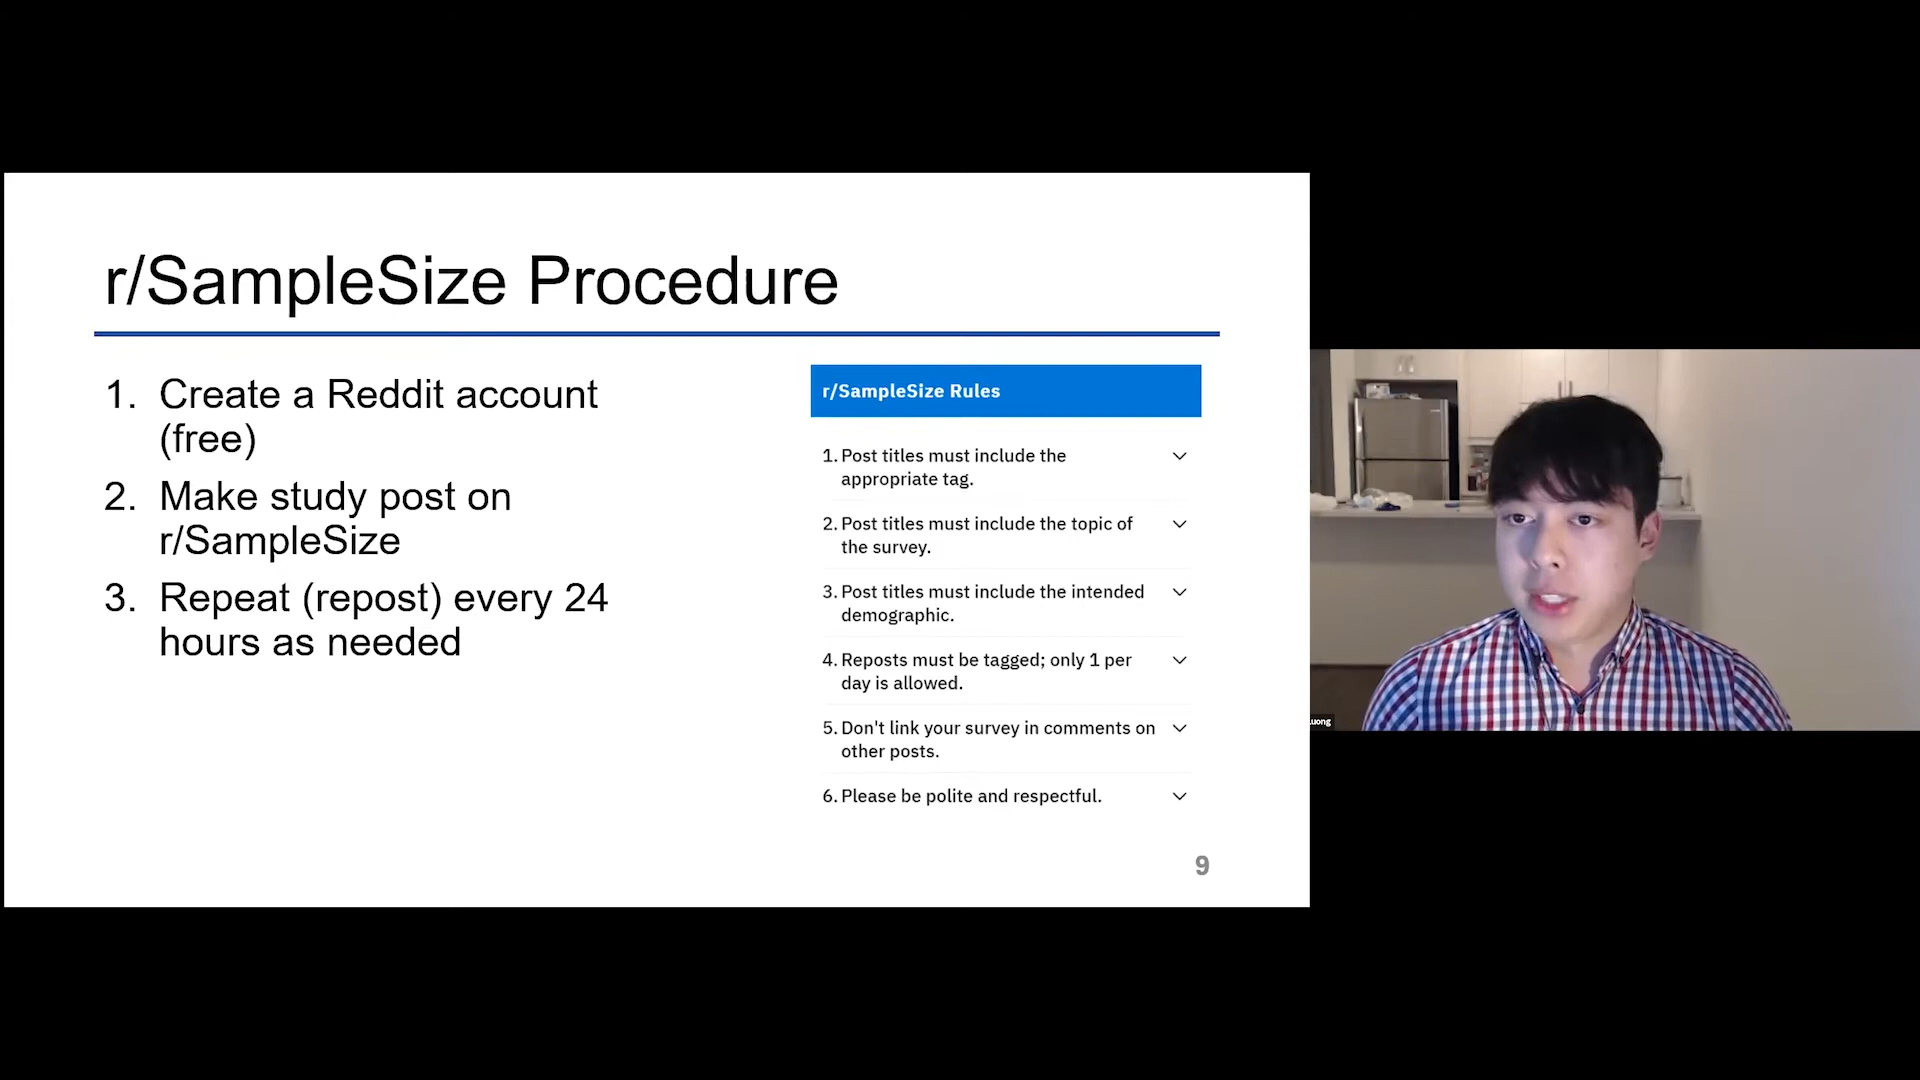 r/SampleSize Procedure
1. Create a Reddit account
(free)
2. Make study post on
r/SampleSize
3. Repeat (repost) every 24
hours as needed
r/SampleSize Rules
1. Post titles must include the
appropriate tag.
2. Post titles must include the topic of
the survey.
3. Post titles must include the intended
demographic.
4. Reposts must be tagged; only 1 per
day is allowed.
5. Don't link your survey in comments on
other posts.
6. Please be polite and respectful.
9